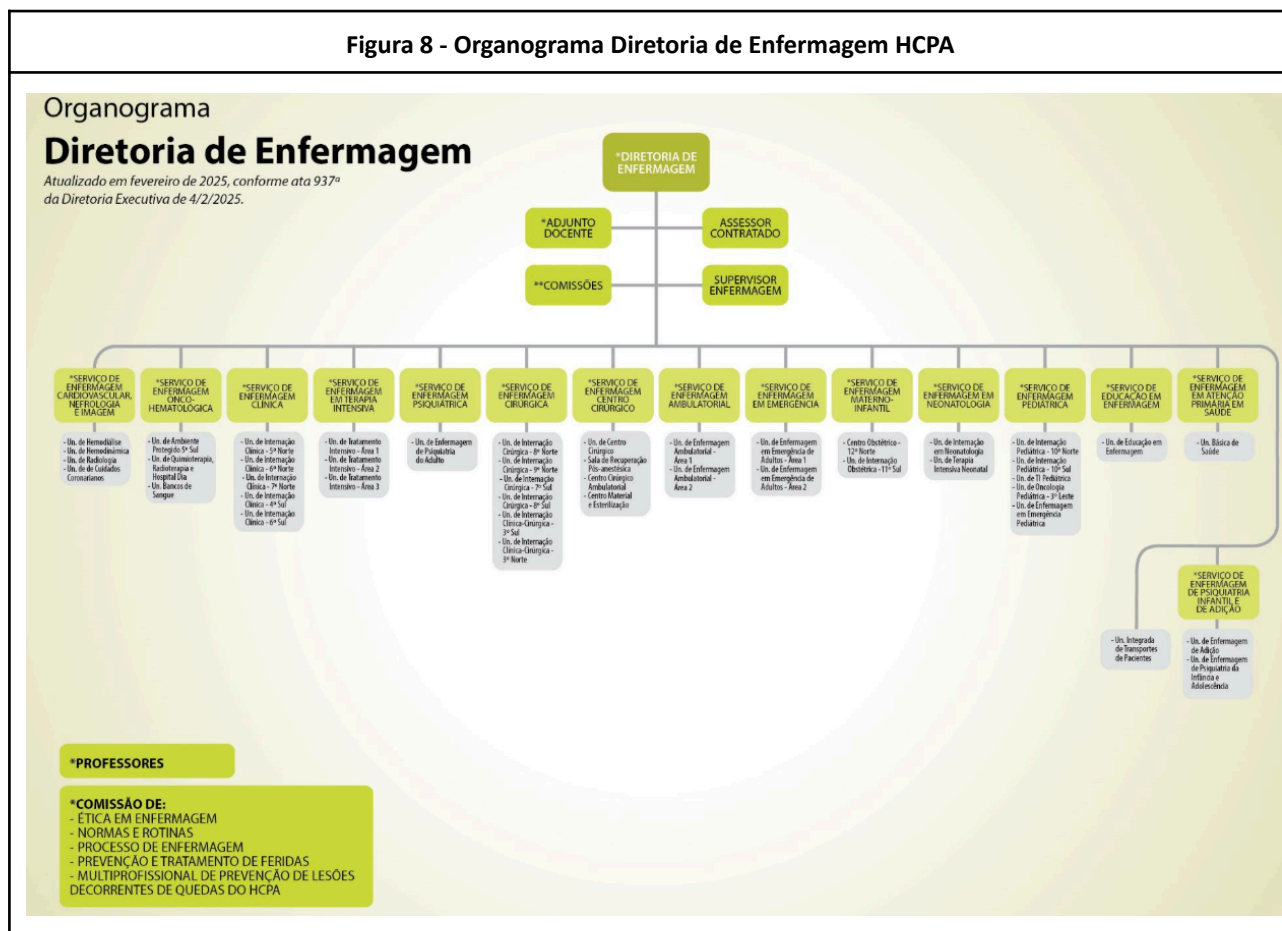 Figura 8 - Organograma Diretoria de Enfermagem HCPA
Organograma
Diretoria de Enfermagem
Atualizado em fevereiro de 2025, conforme ata 937ª
da Diretoria Executiva de 4/2/2025.
*DIRETORIA DE
ENFERMAGEM
*ADJUNTO
DOCENTE
ASSESSOR
CONTRATADO
**COMISSÕES
SUPERVISOR
ENFERMAGEM
*SERVIÇO DE
ENFERMAGEM
CARDIOVASCULAR,
NEFROLOGIA
E IMAGEM
- Un. de Hemodiálise
- Un. de Hemodinâmica
- Un. de Radiologia
- Un. de de Cuidados
Coronarianos
*SERVIÇO DE
ENFERMAGEM
ONCO-
HEMATOLÓGICA
- Un. de Ambiente
Protegido 5º Sul
- Un. de Quimioterapia,
Radioterapia e
Hospital Dia
- Un. Bancos de
Sangue
*SERVIÇO DE
ENFERMAGEM
CLÍNICA
- Un. de Internação
Clínica - 5º Norte
- Un. de Internação
Clínica - 6º Norte
- Un. de Internação
Clínica - 7º Norte
- Un. de Internação
Clínica - 4º Sul
- Un. de Internação
Clínica - 6º Sul
*SERVIÇO DE
ENFERMAGEM
EM TERAPIA
INTENSIVA
- Un. de Tratamento
Intensivo - Área 1
- Un. de Tratamento
Intensivo - Área 2
- Un. de Tratamento
Intensivo - Área 3
*SERVIÇO DE
ENFERMAGEM
PSIQUIÁTRICA
- Un. de Enfermagem
de Psiquiatria
do Adulto
*SERVIÇO DE
ENFERMAGEM
CIRÚRGICA
- Un. de Internação
Cirúrgica - 8º Norte
- Un. de Internação
Cirúrgica - 9º Norte
- Un. de Internação
Cirúrgica - 7º Sul
- Un. de Internação
Cirúrgica - 8º Sul
- Un. de Internação
Clínica-Cirúrgica -
3º Sul
- Un. de Internação
Clínica-Cirúrgica -
3º Norte
*SERVIÇO DE
ENFERMAGEM
CENTRO
CIRÚRGICO
- Un. de Centro
Cirúrgico
- Sala de Recuperação
Pós-anestésica
- Centro Cirúrgico
Ambulatorial
- Centro Material
e Esterilização
*SERVIÇO DE
ENFERMAGEM
AMBULATORIAL
- Un. de Enfermagem
Ambulatorial -
Área 1
- Un. de Enfermagem
Ambulatorial -
Área 2
*SERVIÇO DE
ENFERMAGEM
EM EMERGÊNCIA
- Un. de Enfermagem
em Emergência de
Adultos - Área 1
- Un. de Enfermagem
em Emergência de
Adultos - Área 2
*SERVIÇO DE
ENFERMAGEM
MATERNO-
INFANTIL
- Centro Obstétrico -
12º Norte
- Un. de Internação
Obstétrica - 11º Sul
*SERVIÇO DE
ENFERMAGEM EM
NEONATOLOGIA
- Un. de Internação
em Neonatologia
- Un. de Terapia
Intensiva Neonatal
*SERVIÇO DE
ENFERMAGEM
PEDIÁTRICA
- Un. de Internação
Pediátrica - 10º Norte
- Un. de Internação
Pediátrica - 10º Sul
- Un. de TI Pediátrica
- Un. de Oncologia
Pediátrica - 3º Leste
- Un. de Enfermagem
em Emergência
Pediátrica
*SERVIÇO DE
EDUCAÇÃO EM
ENFERMAGEM
- Un. de Educação em
Enfermagem
*SERVIÇO DE
ENFERMAGEM
EM ATENÇÃO
PRIMÁRIA EM
SAÚDE
- Un. Básica de
Saúde
- Un. Integrada
de Transportes
de Pacientes
*SERVIÇO DE
ENFERMAGEM
DE PSIQUIATRIA
INFANTIL E
DE ADIÇÃO
- Un. de Enfermagem
de Adição
- Un. de Enfermagem
de Psiquiatria da
Infância e
Adolescência
*PROFESSORES
*COMISSÃO DE:
- ÉTICA EM ENFERMAGEM
- NORMAS E ROTINAS
- PROCESSO DE ENFERMAGEM
- PREVENÇÃO E TRATAMENTO DE FERIDAS
- MULTIPROFISSIONAL DE PREVENÇÃO DE LESÕES
DECORRENTES DE QUEDAS DO HCPA